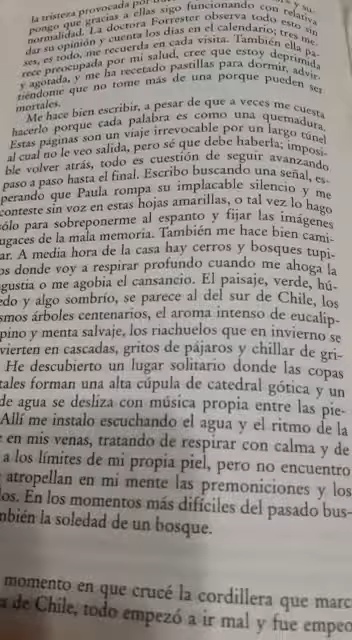 la tristeza provocada por
pongo que gracias a ellas sigo funcionando con relativa
normalidad. La doctora Forrester observa todo esto sin
dar su opinión y cuenta los días en el calendario; tres me-
ses, es todo, me recuerda en cada visita. También ella pa-
rece preocupada por mi salud, cree que estoy deprimida
y agotada, y me ha recetado pastillas para dormir, advir-
tiéndome que no tome más de una porque pueden ser
mortales.
Me hace bien escribir, a pesar de que a veces me cuesta
hacerlo porque cada palabra es como una quemadura.
Estas páginas son un viaje irrevocable por un largo túnel
al cual no le veo salida, pero sé que debe haberla; imposi-
ble volver atrás, todo es cuestión de seguir avanzando
paso a paso hasta el final. Escribo buscando una señal, es-
perando que Paula rompa su implacable silencio y me
conteste sin voz en estas hojas amarillas, o tal vez lo hago
sólo para sobreponerme al espanto y fijar las imágenes
ugaces de la mala memoria. También me hace bien cami-
ar. A media hora de la casa hay cerros y bosques tupi-
os donde voy a respirar profundo cuando me ahoga la
gustia o me agobia el cansancio. El paisaje, verde, hú-
edo y algo sombrío, se parece al del sur de Chile, los
smos árboles centenarios, el aroma intenso de eucalip-
pino y menta salvaje, los riachuelos que en invierno se
vierten en cascadas, gritos de pájaros y chillar de gri-
He descubierto un lugar solitario donde las copas
tales forman una alta cúpula de catedral gótica y un
de agua se desliza con música propia entre las pie-
Allí me instalo escuchando el agua y el ritmo de la
e en mis venas, tratando de respirar con calma y de
a los límites de mi propia piel, pero no encuentro
atropellan en mi mente las premoniciones y los
los. En los momentos más difíciles del pasado bus-
mbién la soledad de un bosque.
momento en que crucé la cordillera que marc
a de Chile, todo empezó a ir mal y fue empeo